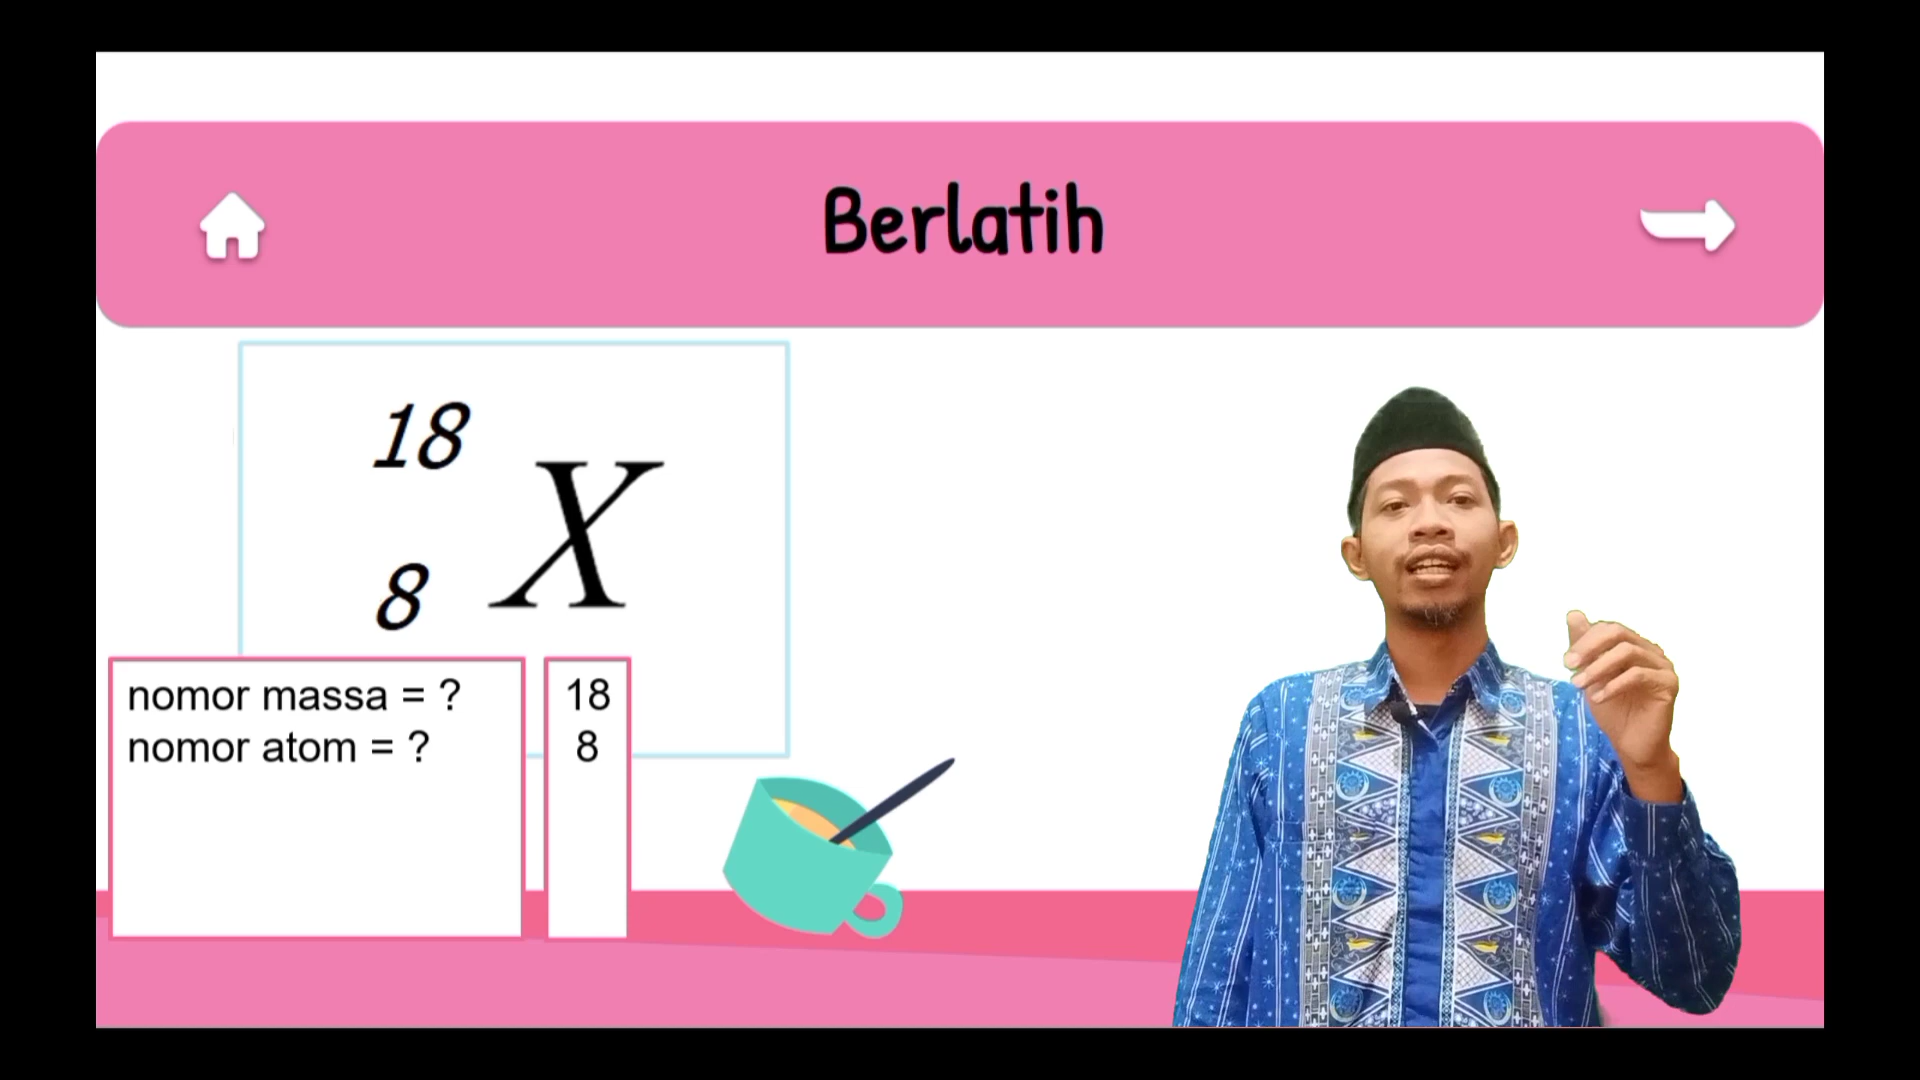 Berlatih
18
X
8
nomor massa = ?
18
nomor atom = ?
8